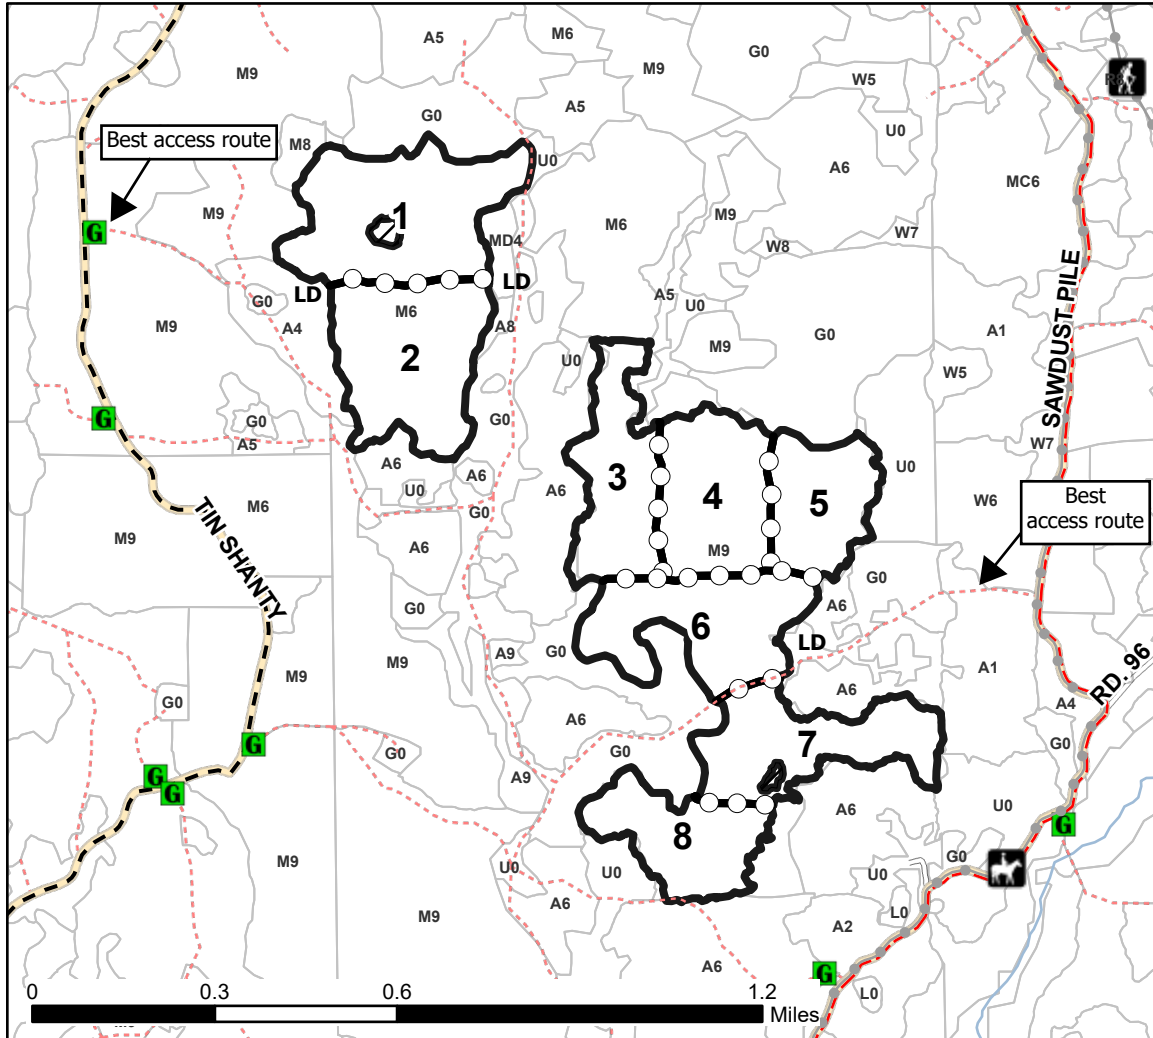 A5
M6
G0
M9
M9
W5
A5
G0
U0
Best access route
M8
U0
A6
MC6
M9
1
M9
M6
W7
G
MD4
W8
LD
LD
A5
U0
G0
M6
SAWDUST PILE
M9
A4
A8
G0
A1
M9
2
U0
W5
G
G0
G0
W7
A5
A6
A6
3
U0
Best
access route
U0
A6
4
5
W6
M6
G0
TIN SHANTY
M9
A6
M9
G0
G0
A6
6
LD
A9
G0
M9
A1
M9
A6
G0
A4
RD. 96
A6
G
7
G0
G0
G0
G
A9
G
U0
A6
G
8
M9
G0
U0
U0
U0
A6
L0
A2
M9
A6
G
L0
0
0.3
0.6
1.2
Miles